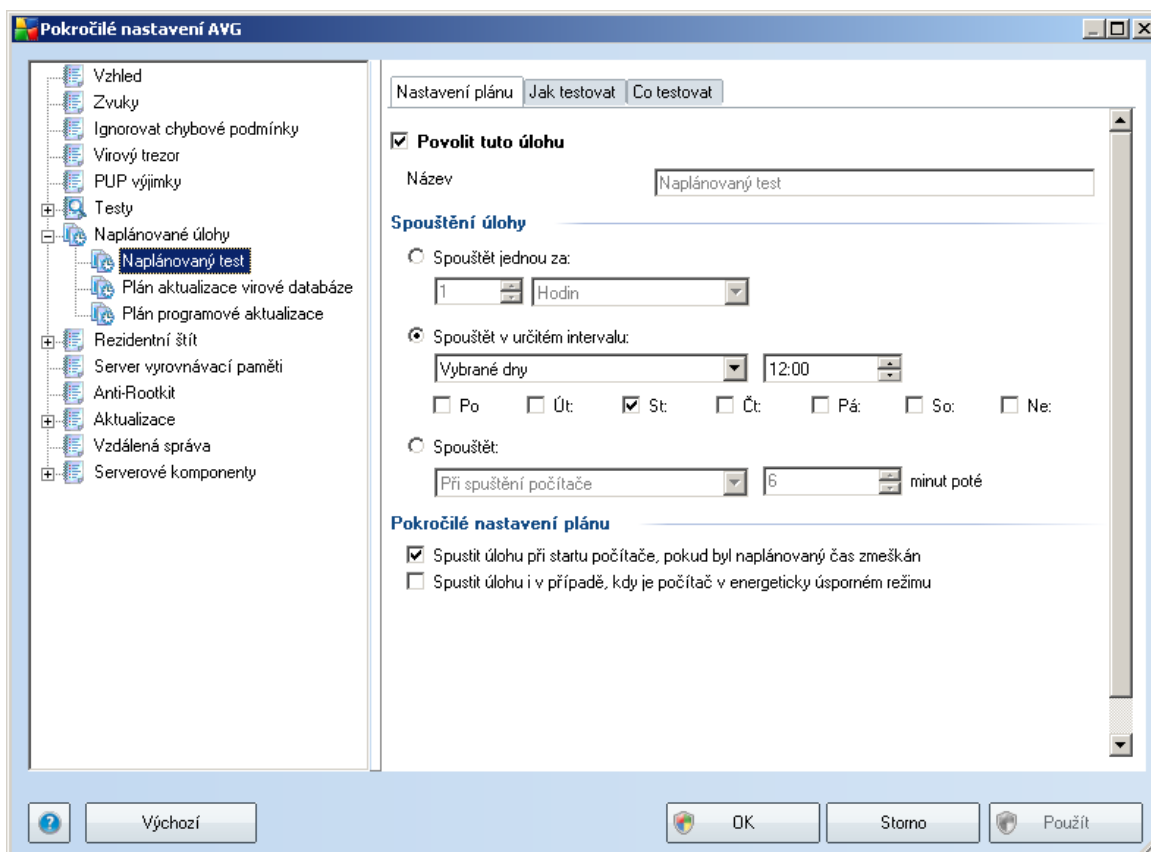 Pokročilé nastavení AVG
Vzhled
Zvuky
Ignorovat chybové podmínky
Virový trezor
PUP výjimky
Testy
Naplánované úlohy
Naplánovaný test
Plán aktualizace virové databáze
Plán programové aktualizace
Rezidentní štít
Server vyrovnávací paměti
Anti-Rootkit
Aktualizace
Vzdálená správa
Serverové komponenty
Nastavení plánu Jak testovat Co testovat
Povolit tuto úlohu
Název Naplánovaný test
Spouštění úlohy
Spouštět jednou za:
1 Hodin
Spouštět v určitém intervalu:
Vybrané dny 12:00
Po Út: St: Čt: Pá: So: Ne:
Spouštět:
Při spuštění počítače 6 minut poté
Pokročilé nastavení plánu
Spustit úlohu při startu počítače, pokud byl naplánovaný čas zmeškán
Spustit úlohu i v případě, kdy je počítač v energeticky úsporném režimu
? Výchozí OK Storno Použít